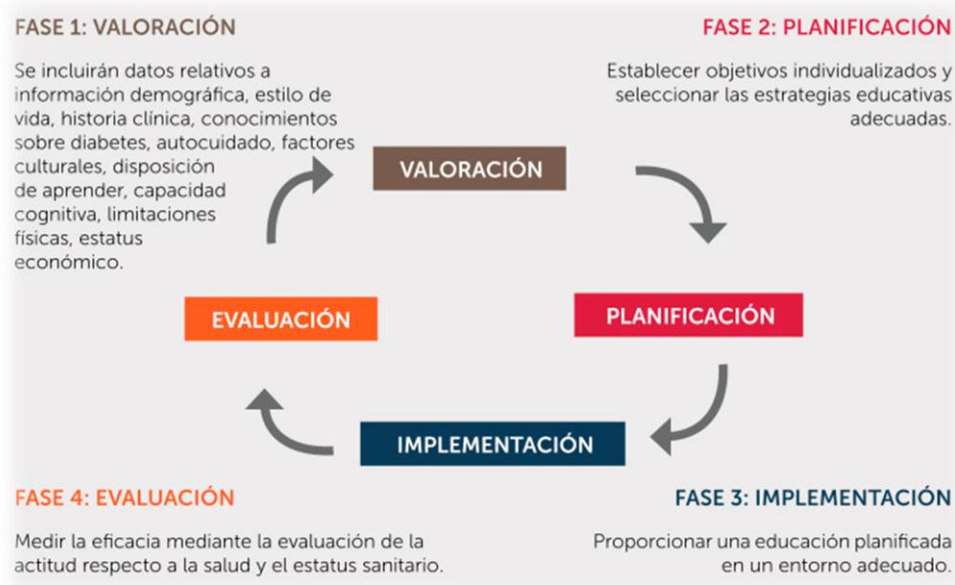 FASE 1: VALORACIÓN
Se incluirán datos relativos a
información demográfica, estilo de
vida, historia clínica, conocimientos
sobre diabetes, autocuidado, factores
culturales, disposición
de aprender, capacidad
cognitiva, limitaciones
físicas, estatus
económico.
FASE 2: PLANIFICACIÓN
Establecer objetivos individualizados y
seleccionar las estrategias educativas
adecuadas.
VALORACIÓN
PLANIFICACIÓN
IMPLEMENTACIÓN
EVALUACIÓN
FASE 4: EVALUACIÓN
Medir la eficacia mediante la evaluación de la
actitud respecto a la salud y el estatus sanitario.
FASE 3: IMPLEMENTACIÓN
Proporcionar una educación planificada
en un entorno adecuado.